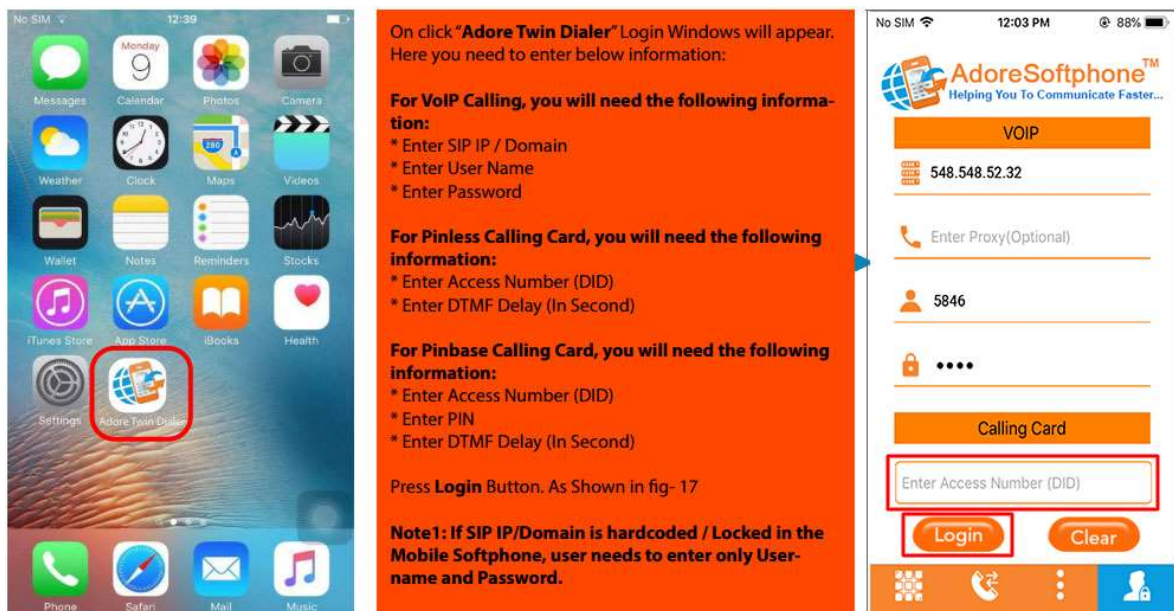 No SIM
12:39
Monday
9
280
Messages
Calendar
Photos
Camera
Weather
Clock
Maps
Videos
Wallet
Notes
Reminders
Stocks
iTunes Store
App Store
iBooks
Health
Settings
Adore Twin Dialer
Phone
Safari
Mail
Music
On click "Adore Twin Dialer" Login Windows will appear.
Here you need to enter below information:
For VoIP Calling, you will need the following informa-
tion:
* Enter SIP IP / Domain
* Enter User Name
* Enter Password
For Pinless Calling Card, you will need the following
information:
* Enter Access Number (DID)
* Enter DTMF Delay (In Second)
For Pinbase Calling Card, you will need the following
information:
* Enter Access Number (DID)
* Enter PIN
* Enter DTMF Delay (In Second)
Press Login Button. As Shown in fig- 17
Note1: If SIP IP/Domain is hardcoded / Locked in the
Mobile Softphone, user needs to enter only User-
name and Password.
No SIM
12:03 PM
88%
AdoreSoftphone™
Helping You To Communicate Faster...
VOIP
548.548.52.32
Enter Proxy(Optional)
5846
••••
Calling Card
Enter Access Number (DID)
Login
Clear